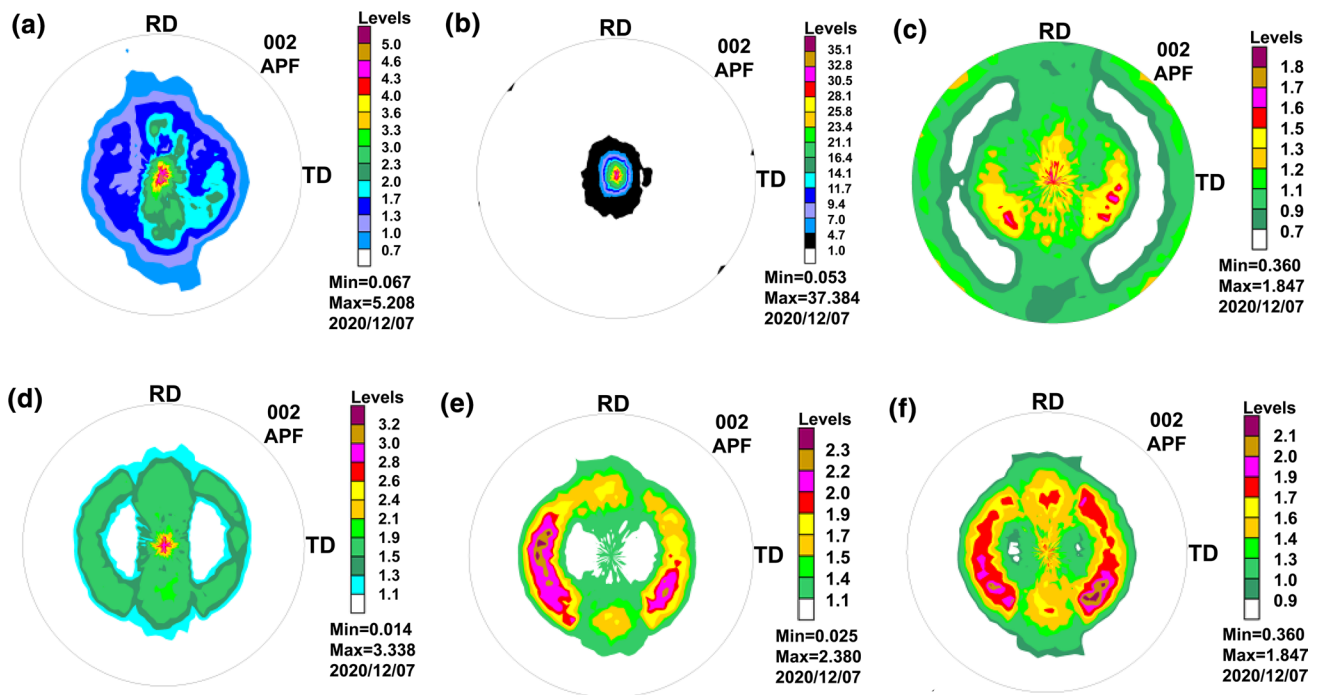 (a)
RD
002
APF
TD
Levels
5.0
4.6
4.3
4.0
3.6
3.3
3.0
2.3
2.0
1.7
1.3
1.0
0.7
Min=0.067
Max=5.208
2020/12/07
(b)
RD
002
APF
TD
Levels
35.1
32.8
30.5
28.1
25.8
23.4
21.1
16.4
14.1
11.7
9.4
7.0
4.7
1.0
Min=0.053
Max=37.384
2020/12/07
(c)
RD
002
APF
TD
Levels
1.8
1.7
1.6
1.5
1.3
1.2
1.1
0.9
0.7
Min=0.360
Max=1.847
2020/12/07
(d)
RD
002
APF
TD
Levels
3.2
3.0
2.8
2.6
2.4
2.1
1.9
1.5
1.3
1.1
Min=0.014
Max=3.338
2020/12/07
(e)
RD
002
APF
TD
Levels
2.3
2.2
2.0
1.9
1.7
1.5
1.4
1.1
Min=0.025
Max=2.380
2020/12/07
(f)
RD
002
APF
TD
Levels
2.1
2.0
1.9
1.7
1.6
1.4
1.3
1.0
0.9
Min=0.360
Max=1.847
2020/12/07